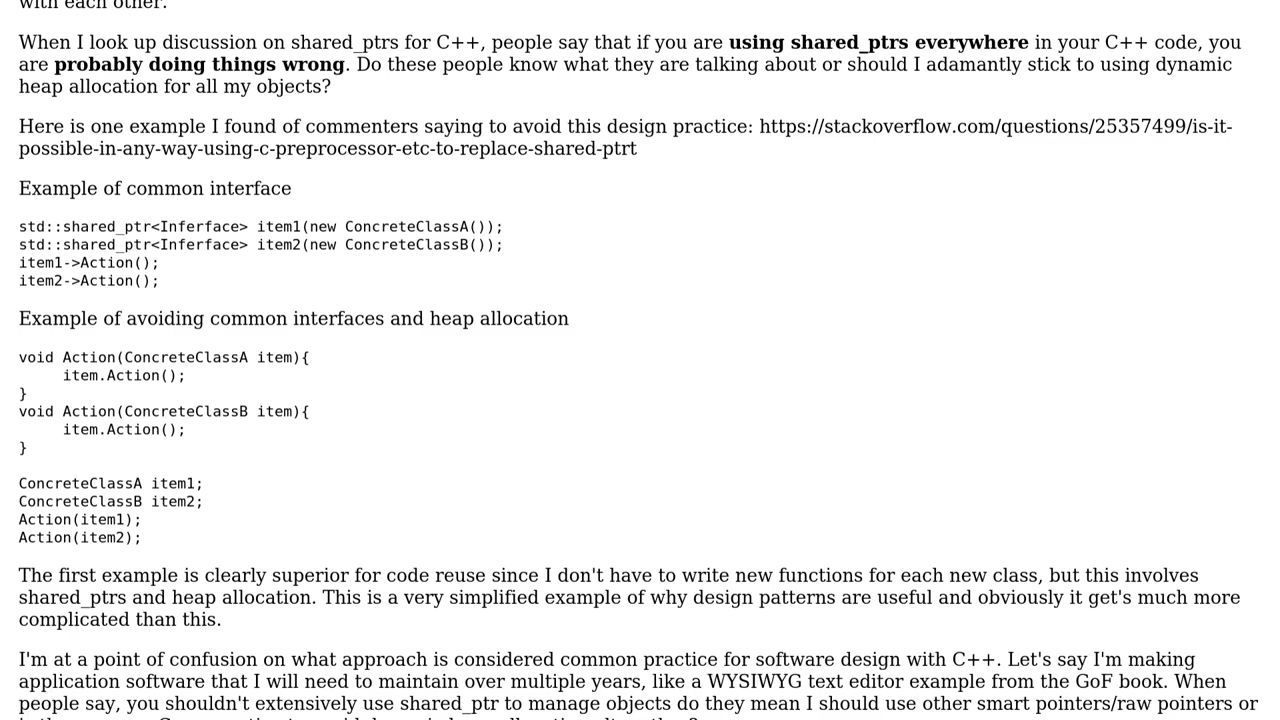 with each other.
When I look up discussion on shared_ptrs for C++, people say that if you are using shared_ptrs everywhere in your C++ code, you
are probably doing things wrong. Do these people know what they are talking about or should I adamantly stick to using dynamic
heap allocation for all my objects?
Here is one example I found of commenters saying to avoid this design practice: https://stackoverflow.com/questions/25357499/is-it-
possible-in-any-way-using-c-preprocessor-etc-to-replace-shared-ptrt
Example of common interface
std::shared_ptr<Inferface> item1(new ConcreteClassA());
std::shared_ptr<Inferface> item2(new ConcreteClassB());
item1->Action();
item2->Action();
Example of avoiding common interfaces and heap allocation
void Action(ConcreteClassA item){
     item.Action();
}
void Action(ConcreteClassB item){
     item.Action();
}
ConcreteClassA item1;
ConcreteClassB item2;
Action(item1);
Action(item2);
The first example is clearly superior for code reuse since I don't have to write new functions for each new class, but this involves
shared_ptrs and heap allocation. This is a very simplified example of why design patterns are useful and obviously it get's much more
complicated than this.
I'm at a point of confusion on what approach is considered common practice for software design with C++. Let's say I'm making
application software that I will need to maintain over multiple years, like a WYSIWYG text editor example from the GoF book. When
people say, you shouldn't extensively use shared_ptr to manage objects do they mean I should use other smart pointers/raw pointers or